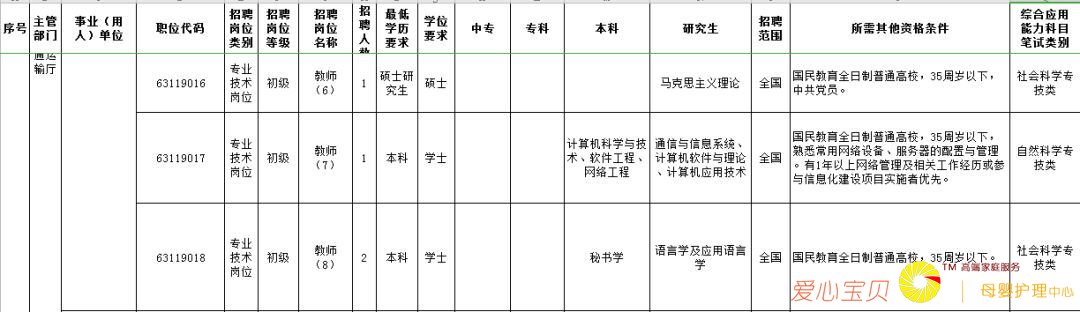 序号
主管
部门
事业（用
人）单位
职位代码
招聘
岗位
类别
招聘
岗位
等级
招聘
岗位
名称
招
聘
人
最低
学历
要求
学位
要求
中专
专科
本科
研究生
招聘
范围
所需其他资格条件
综合应用
能力科目
笔试类别
通运
输厅
63119016
专业
技术
岗位
初级
教师
（6）
1
硕士研
究生
硕士
马克思主义理论
全国
国民教育全日制普通高校，35周岁以下，
中共党员。
社会科学专
技类
63119017
专业
技术
岗位
初级
教师
（7）
1
本科
学士
计算机科学与技
术、软件工程、
网络工程
通信与信息系统、
计算机软件与理论
、计算机应用技术
全国
国民教育全日制普通高校，35周岁以下，
熟悉常用网络设备、服务器的配置与管理
。有1年以上网络管理及相关工作经历或参
与信息化建设项目实施者优先。
自然科学专
技类
63119018
专业
技术
岗位
初级
教师
（8）
2
本科
学士
秘书学
语言学及应用语言
学
全国
国民教育全日制普通高校，35周岁以下。
社会科学专
技类
爱心宝贝
TM 高端家庭服务
母婴护理中心